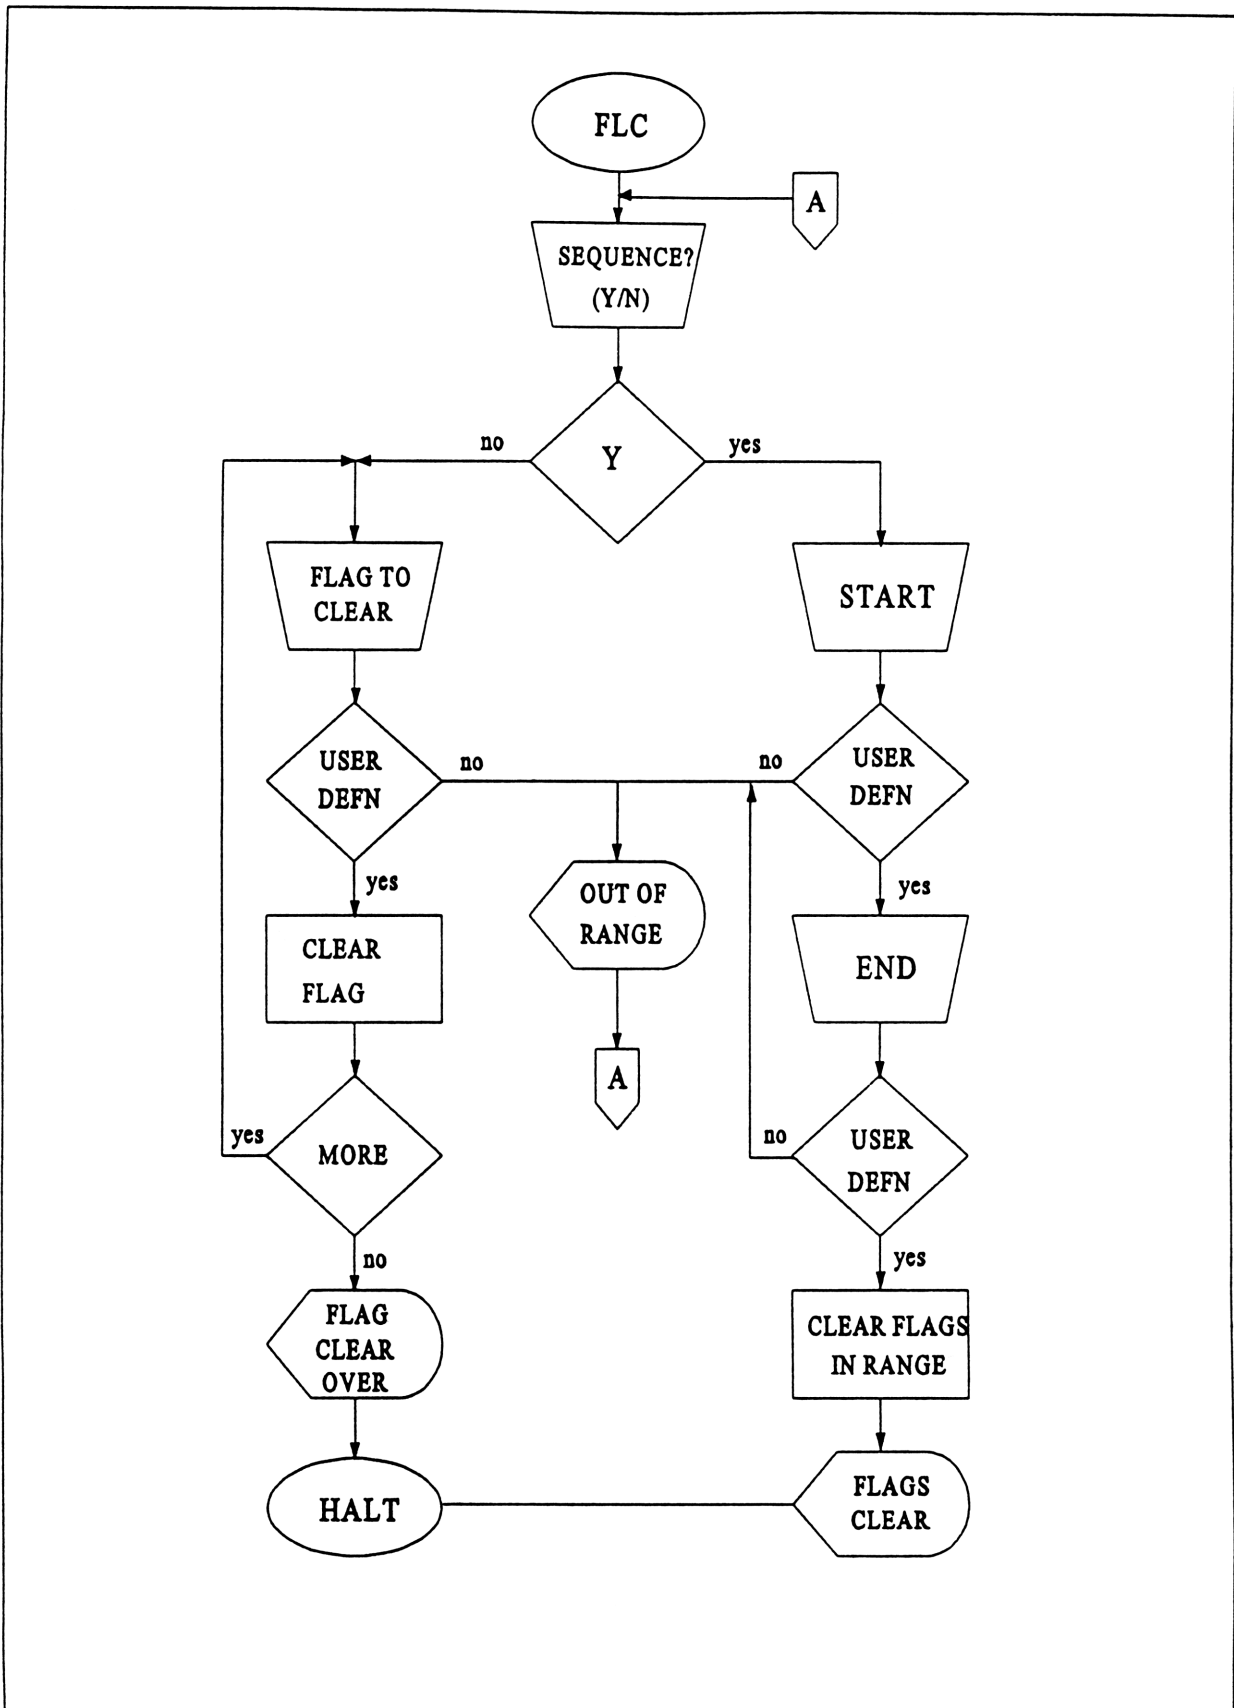 FLC
A
SEQUENCE?
(Y/N)
no
Y
yes
FLAG TO
CLEAR
START
USER
DEFN
no
no
USER
DEFN
yes
OUT OF
RANGE
yes
CLEAR
FLAG
END
A
yes
MORE
no
USER
DEFN
no
yes
FLAG
CLEAR
OVER
CLEAR FLAGS
IN RANGE
HALT
FLAGS
CLEAR